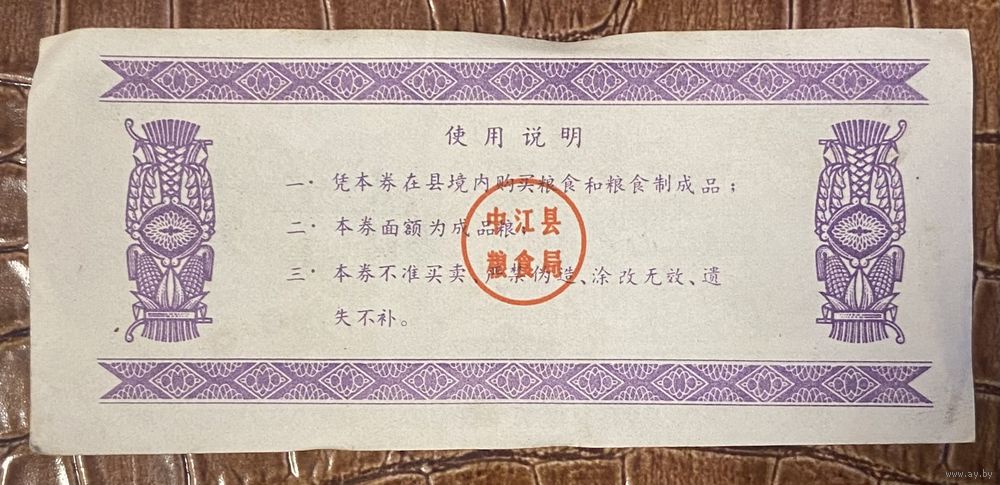 使用说明
一· 凭本券在县境内购买粮食和粮食制成品；
二· 本券面额为成品粮；
三· 本券不准买卖、严禁伪造、涂改无效、遗
失不补。
中江县
粮食局
www.ay.by